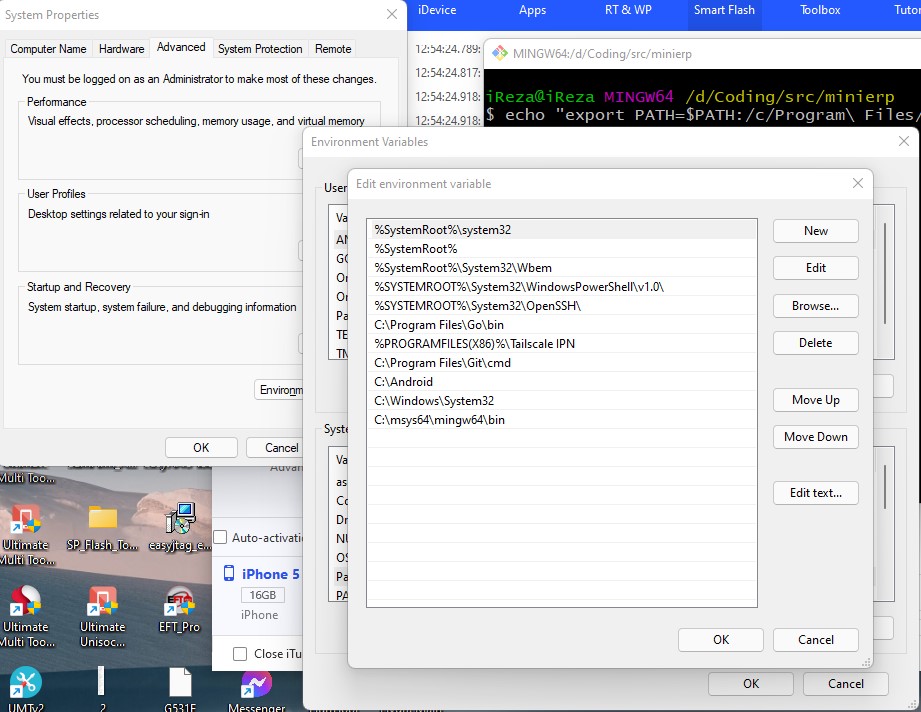 System Properties
iDevice
Apps
RT & WP
Smart Flash
Toolbox
Computer Name
Hardware
Advanced
System Protection
Remote
12:54:24.789:
12:54:24.817:
12:54:24.918:
12:54:24.918:
MINGW64:/d/Coding/src/minierp
iReza@iReza MINGW64 /d/Coding/src/minierp
$ echo "export PATH=$PATH:/c/Program\ Files/
You must be logged on as an Administrator to make most of these changes.
Performance
Visual effects, processor scheduling, memory usage, and virtual memory
User Profiles
Desktop settings related to your sign-in
Startup and Recovery
System startup, system failure, and debugging information
Environm
OK
Cancel
Environment Variables
User
Va
AN
GO
On
On
Pa
TE
TN
Syste
Va
as
Co
Dr
NU
OS
Pa
PA
Edit environment variable
%SystemRoot%\system32
%SystemRoot%
%SystemRoot%\System32\Wbem
%SYSTEMROOT%\System32\WindowsPowerShell\v1.0\
%SYSTEMROOT%\System32\OpenSSH\
C:\Program Files\Go\bin
%PROGRAMFILES(X86)%\Tailscale IPN
C:\Program Files\Git\cmd
C:\Android
C:\Windows\System32
C:\msys64\mingw64\bin
New
Edit
Browse...
Delete
Move Up
Move Down
Edit text...
OK
Cancel
OK
Cancel
Multi Too...
Ultimate
Multi Too...
SP_Flash_To...
easyjtag_e...
Ultimate
Multi Too...
Ultimate
Unisoc...
EFT_Pro
UMTv2
2
G531F
Messenger
Auto-activatio
iPhone 5
16GB
iPhone
Close iTu